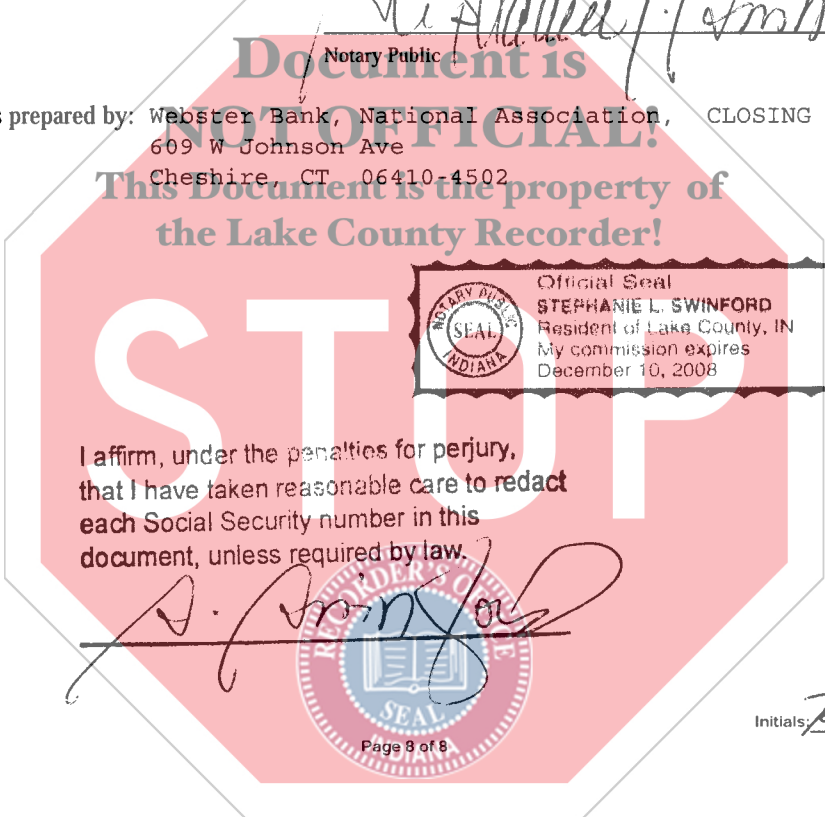 Notary Public
Document is
NOT OFFICIAL!
This Document is the property of
the Lake County Recorder!
s prepared by: Webster Bank, National Association, CLOSING
609 W Johnson Ave
Cheshire, CT 06410-4502
Official Seal
STEPHANIE L. SWINFORD
Resident of Lake County, IN
My commission expires
December 10, 2008
NOTARY PUBLIC
SEAL
INDIANA
STOP
I affirm, under the penalties for perjury,
that I have taken reasonable care to redact
each Social Security number in this
document, unless required by law.
S. Swinford
RECORDER'S OFFICE
SEAL
INDIANA
Page 8 of 8
Initials: